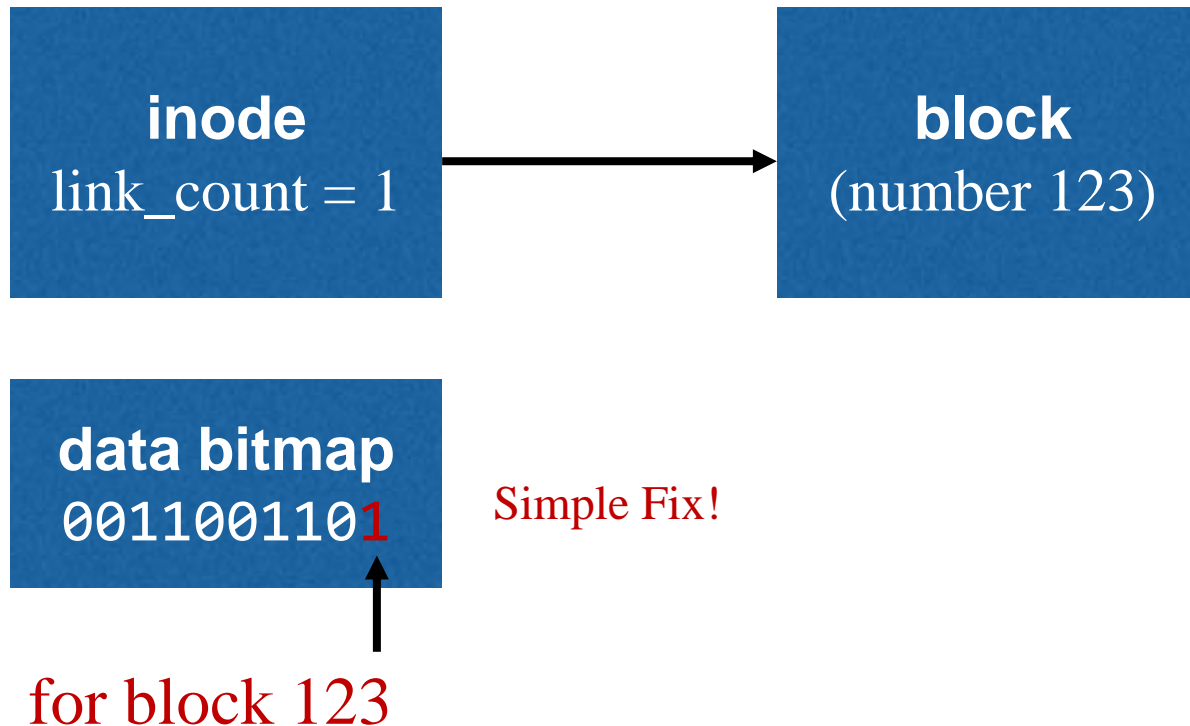 inode
link_count = 1
block
(number 123)
data bitmap
0011001101
Simple Fix!
for block 123